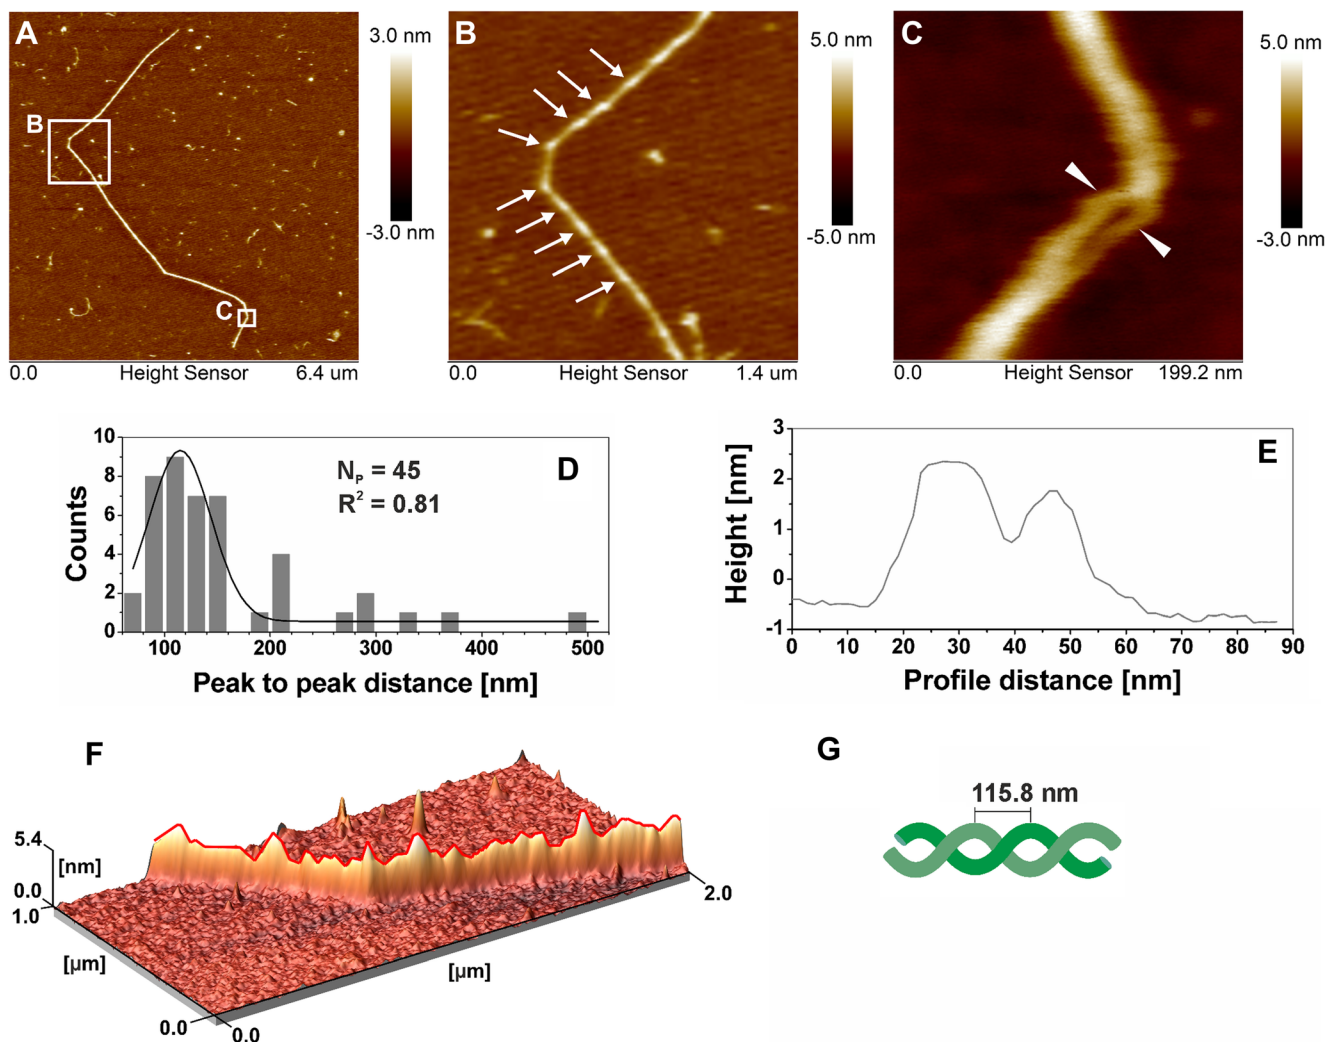 A
B
C
3.0 nm
-3.0 nm
0.0 Height Sensor 6.4 um
B
5.0 nm
-5.0 nm
0.0 Height Sensor 1.4 um
C
5.0 nm
-3.0 nm
0.0 Height Sensor 199.2 nm
D
N_P = 45
R² = 0.81
Counts
10
8
6
4
2
0
100 200 300 400 500
Peak to peak distance [nm]
E
Height [nm]
3
2
1
0
-1
0 10 20 30 40 50 60 70 80 90
Profile distance [nm]
F
5.4
[nm]
0.0
1.0
[µm]
0.0
0.0
[µm]
2.0
G
115.8 nm